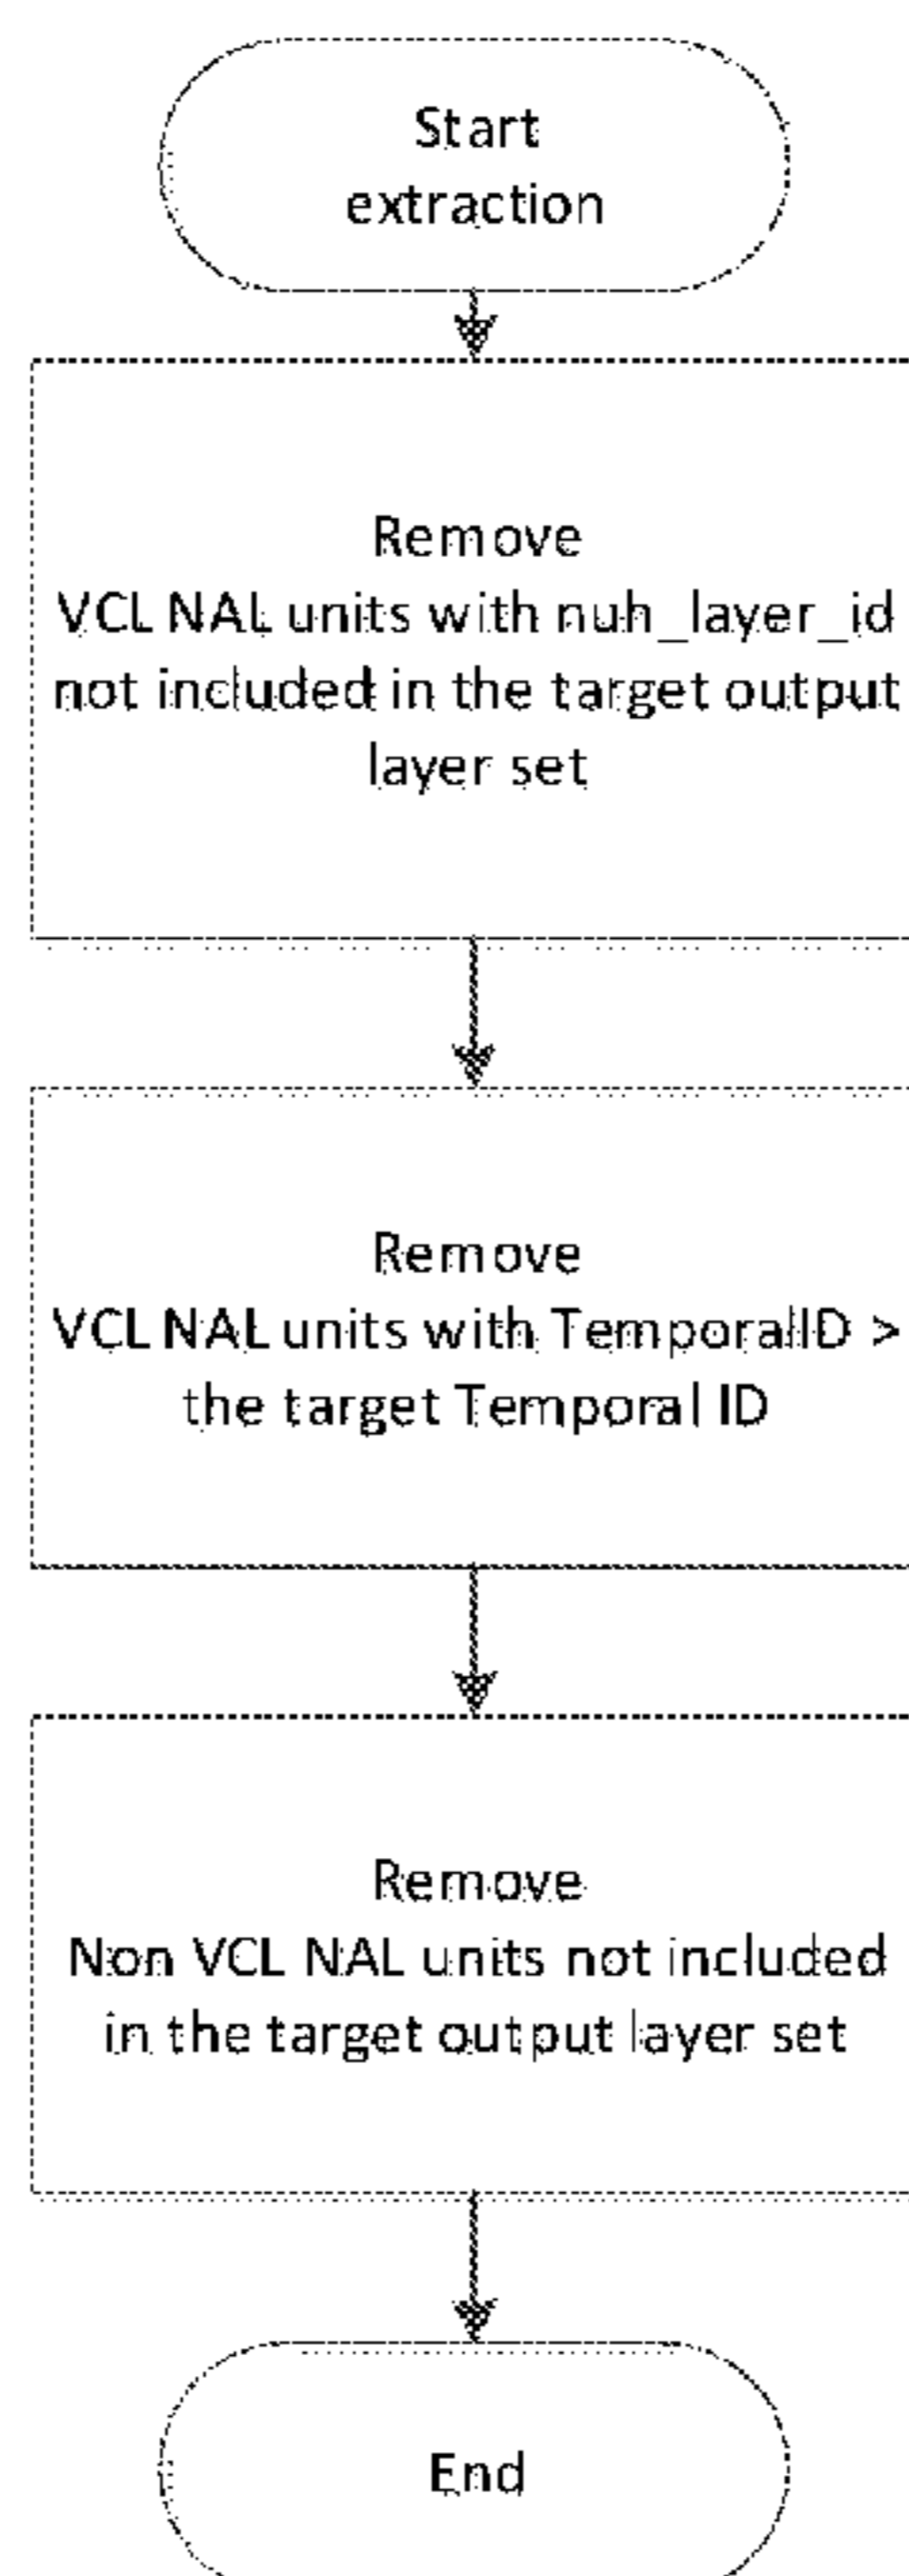 Start
extraction
Remove
VCL NAL units with nuh_layer_id
not included in the target output
layer set
Remove
VCL NAL units with TemporalID >
the target Temporal ID
Remove
Non VCL NAL units not included
in the target output layer set
End